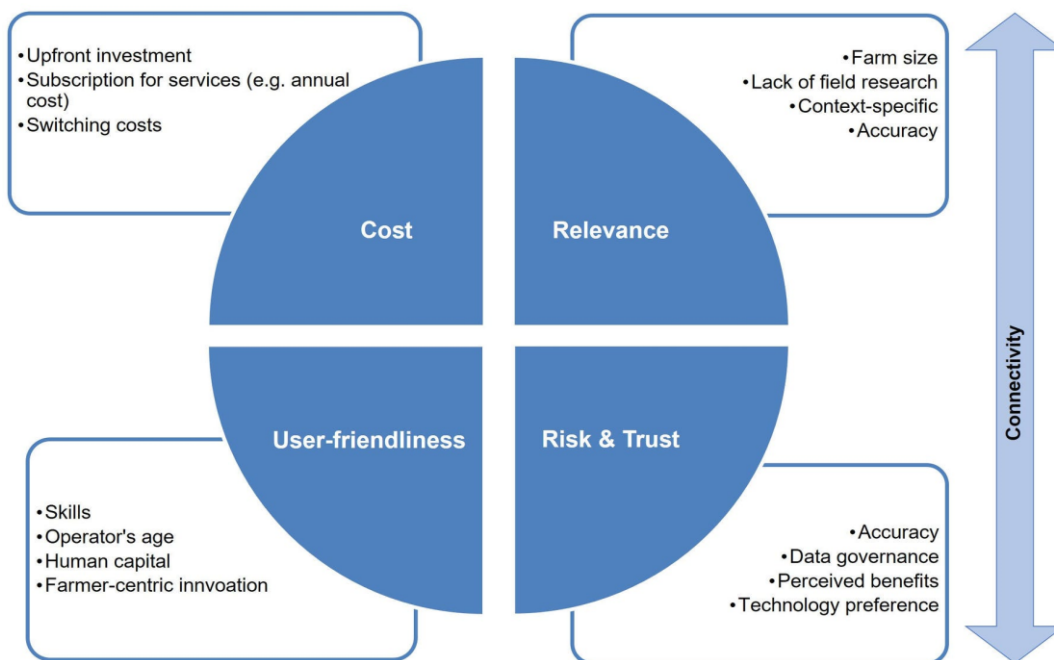 •Upfront investment
•Subscription for services (e.g. annual
cost)
•Switching costs
•Farm size
•Lack of field research
•Context-specific
•Accuracy
Cost
Relevance
User-friendliness
Risk & Trust
•Skills
•Operator's age
•Human capital
•Farmer-centric innvoation
•Accuracy
•Data governance
•Perceived benefits
•Technology preference
Connectivity